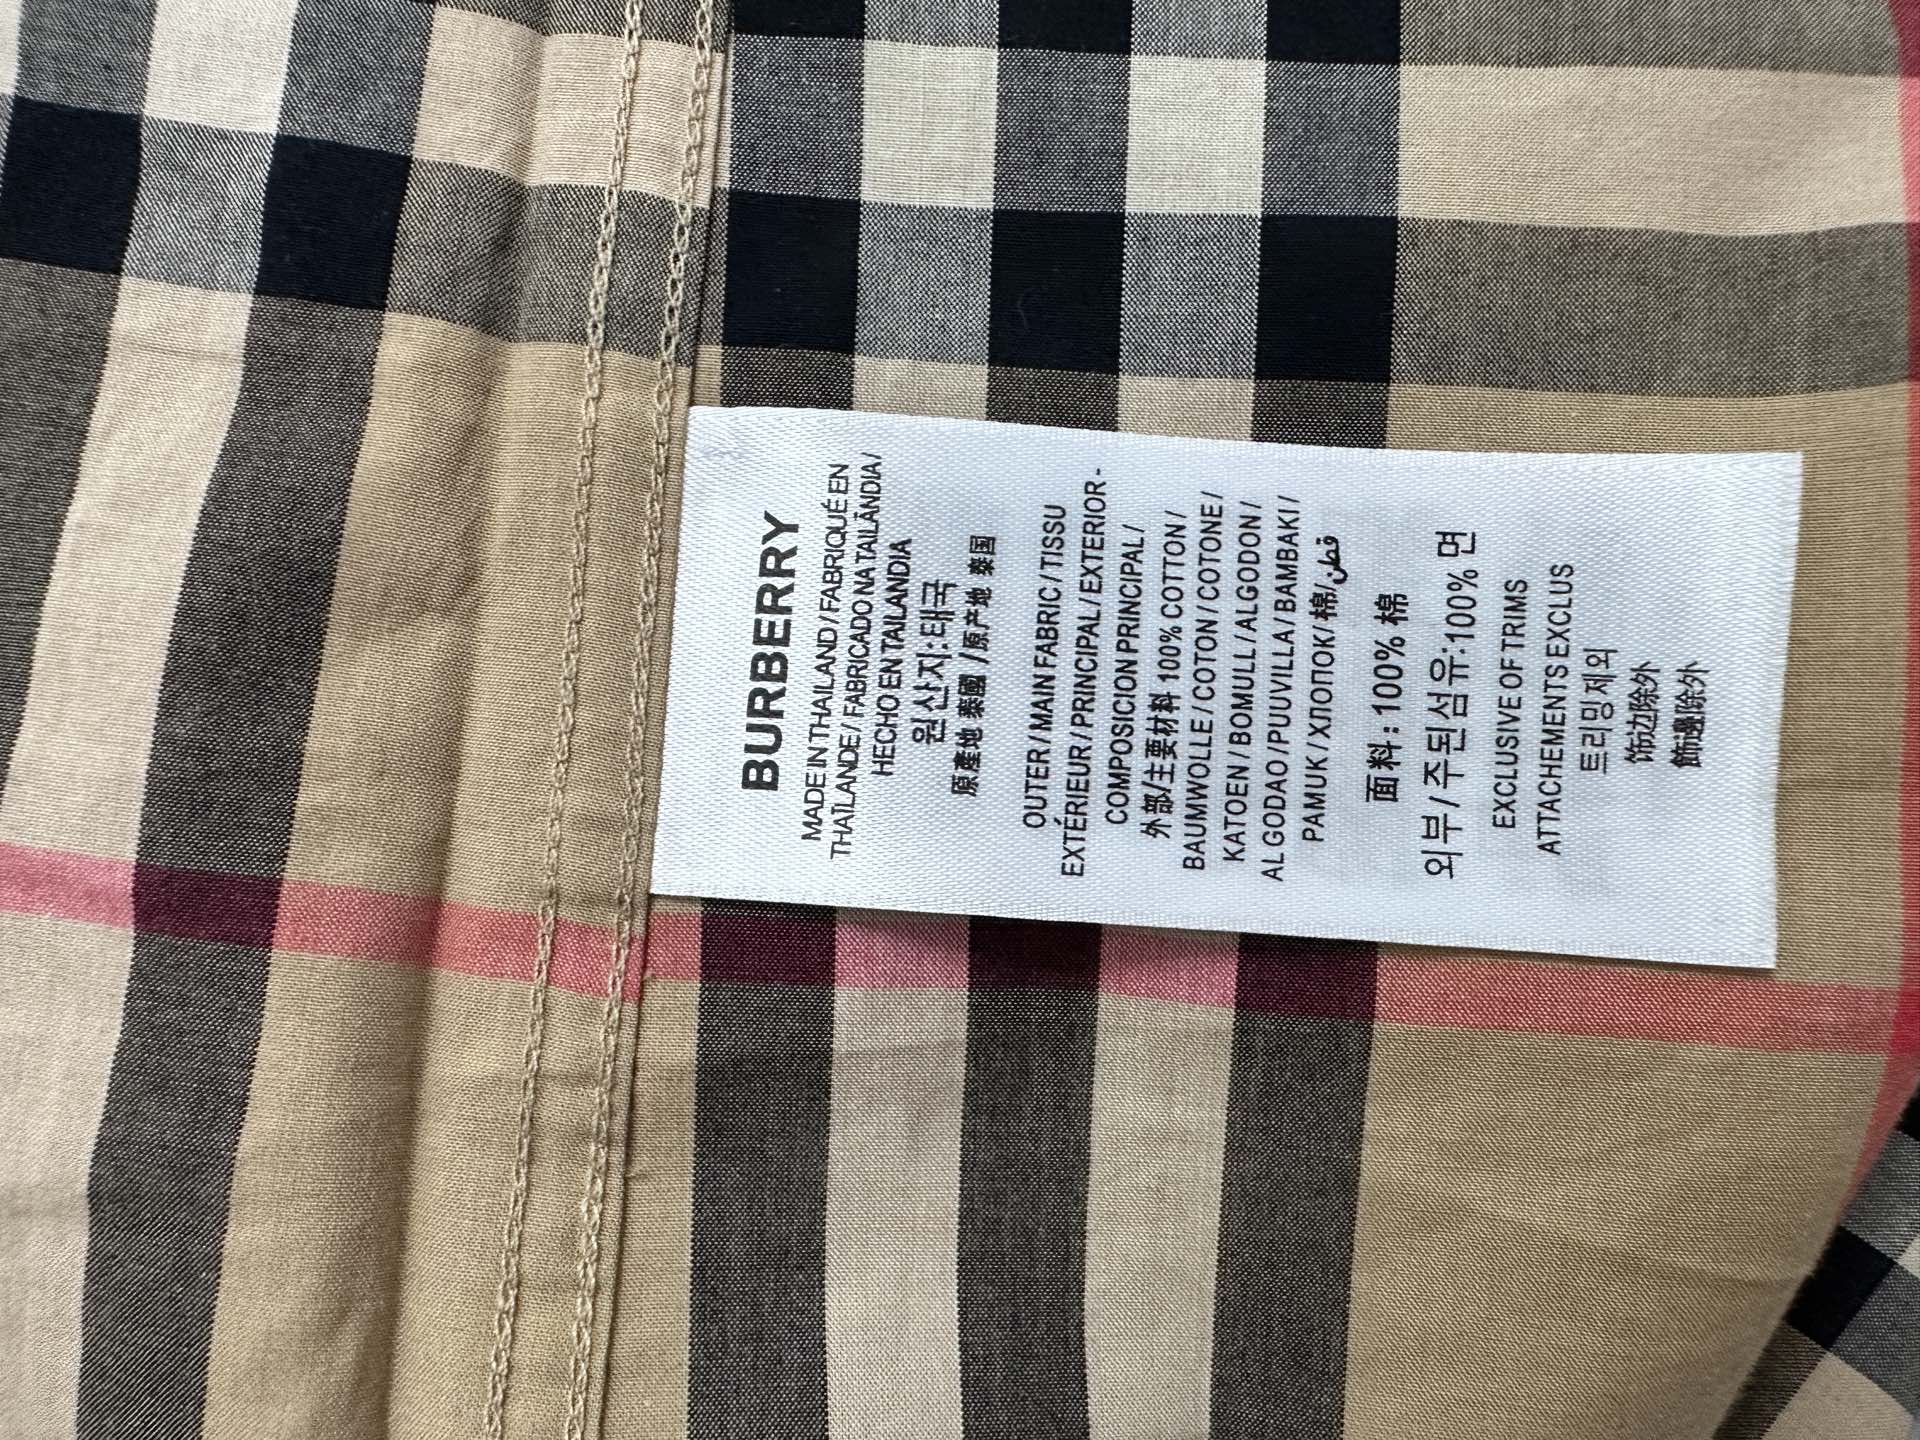 BURBERRY
MADE IN THAILAND / FABRIQUÉ EN
THAÏLANDE / FABRICADO NA TAILÂNDIA /
HECHO EN TAILANDIA
원산지:태국
原產地 泰國 / 原产地 泰国
OUTER / MAIN FABRIC / TISSU
EXTÉRIEUR / PRINCIPAL / EXTERIOR -
COMPOSICION PRINCIPAL /
外部/主要材料 100% COTTON /
BAUMWOLLE / COTON / COTONE /
KATOEN / BOMULL / ALGODON /
ALGODAO / PUUVILLA / BAMBAKI /
PAMUK / ХЛОПОК / 棉/قطن
面料: 100% 棉
외부 / 주된섬유:100% 면
EXCLUSIVE OF TRIMS
ATTACHEMENTS EXCLUS
트리밍제외
饰边除外
飾邊除外